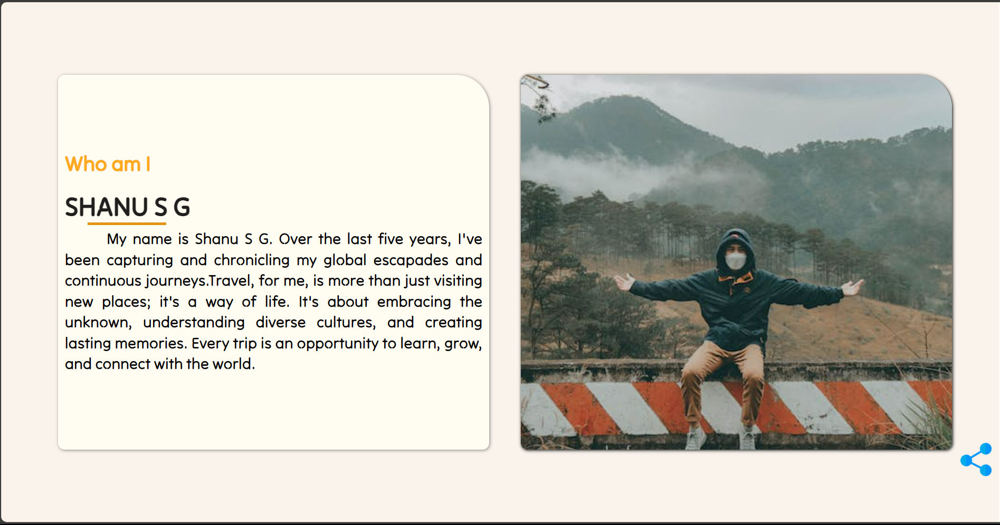 Who am I
SHANU S G
My name is Shanu S G. Over the last five years, I've
been capturing and chronicling my global escapades and
continuous journeys.Travel, for me, is more than just visiting
new places; it's a way of life. It's about embracing the
unknown, understanding diverse cultures, and creating
lasting memories. Every trip is an opportunity to learn, grow,
and connect with the world.